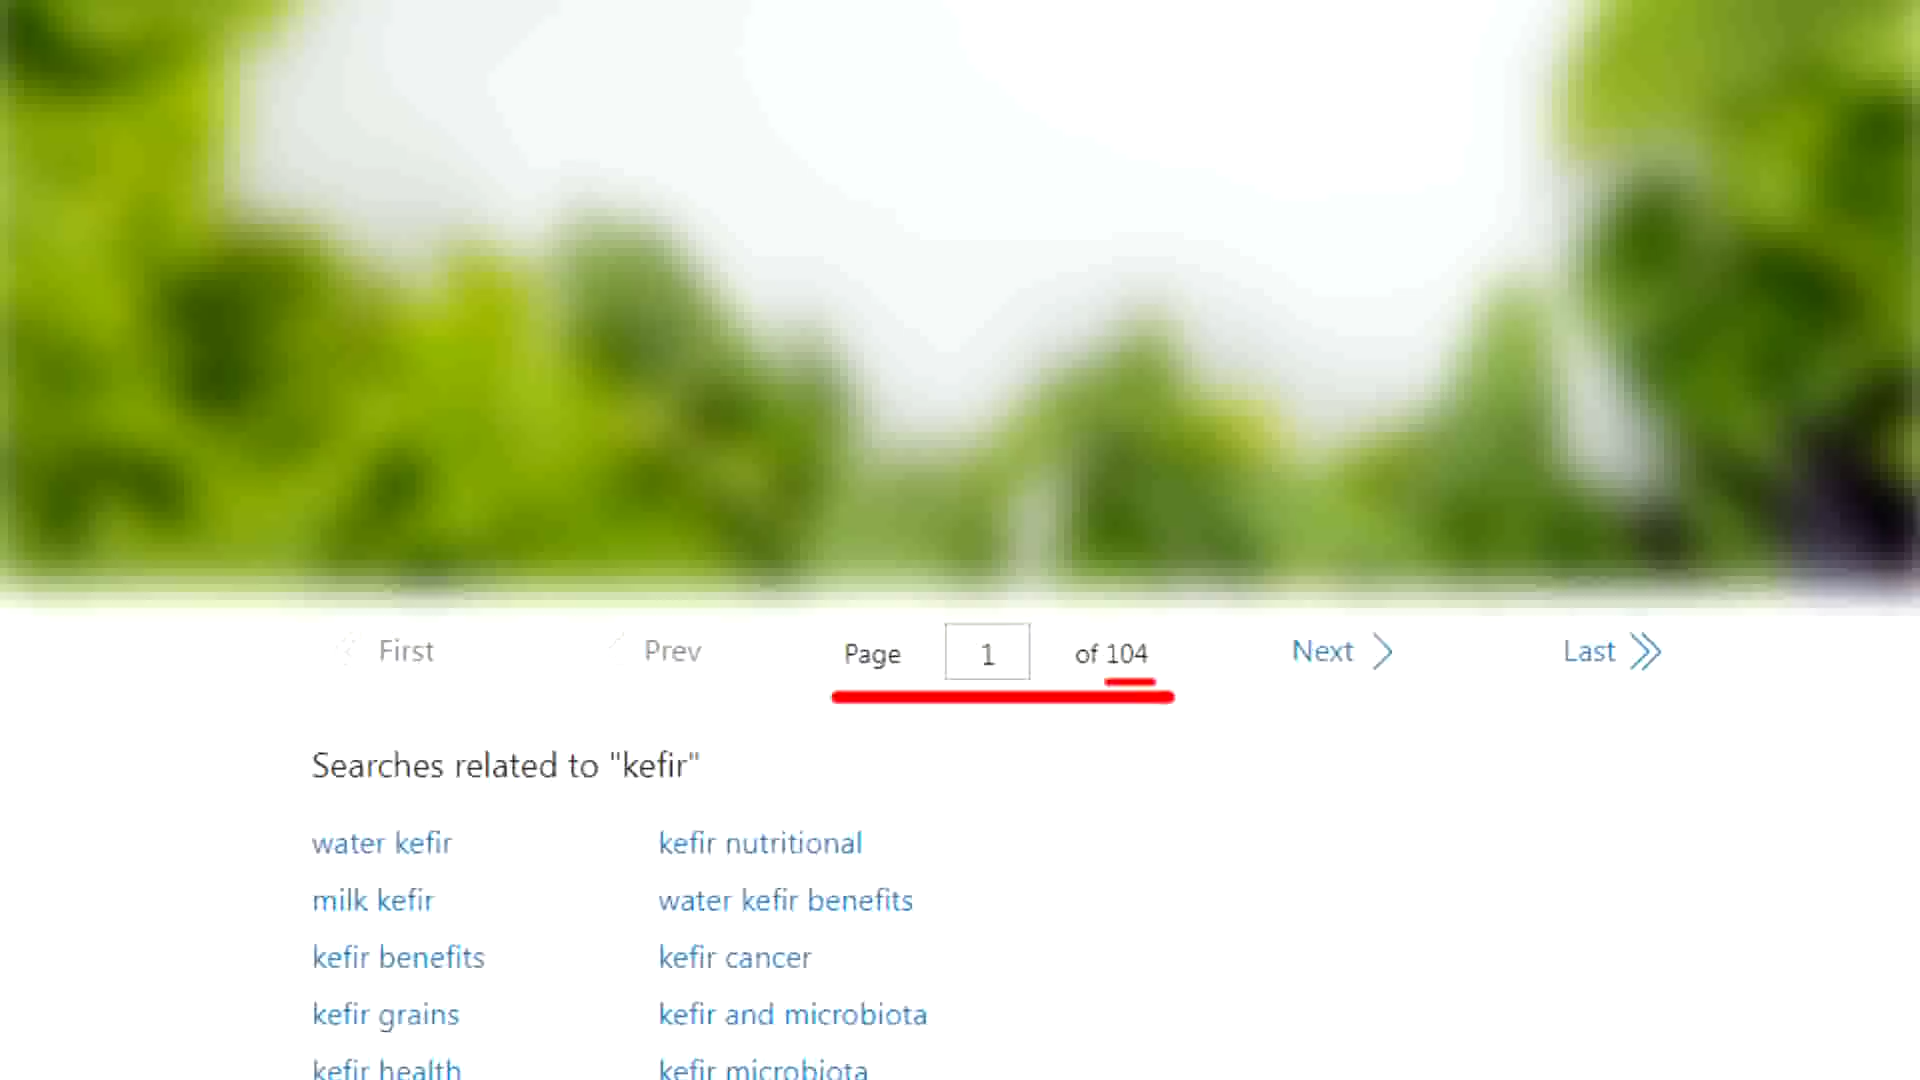 First Prev Page 1 of 104 Next Last
Searches related to "kefir"
water kefir kefir nutritional
milk kefir water kefir benefits
kefir benefits kefir cancer
kefir grains kefir and microbiota
kefir health kefir microbiota